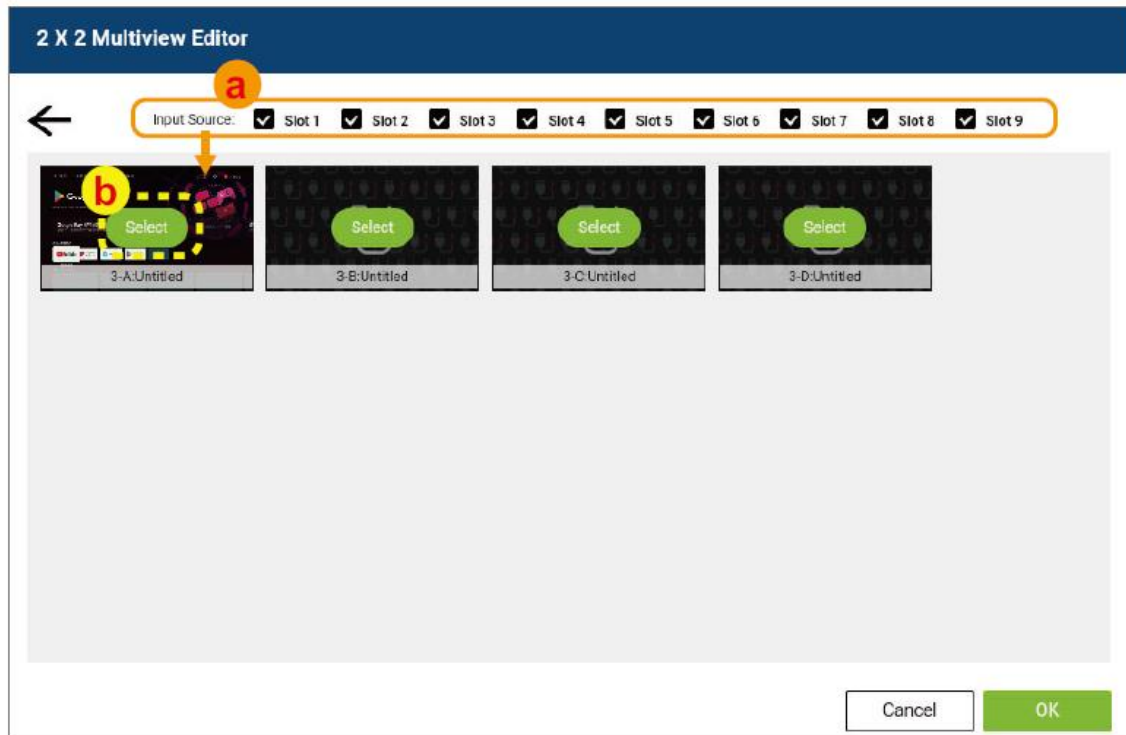 2 X 2 Multiview Editor
a
Input Source: Slot 1 Slot 2 Slot 3 Slot 4 Slot 5 Slot 6 Slot 7 Slot 8 Slot 9
b
Select Select Select Select
3-A:Untitled 3-B:Untitled 3-C:Untitled 3-D:Untitled
Cancel OK